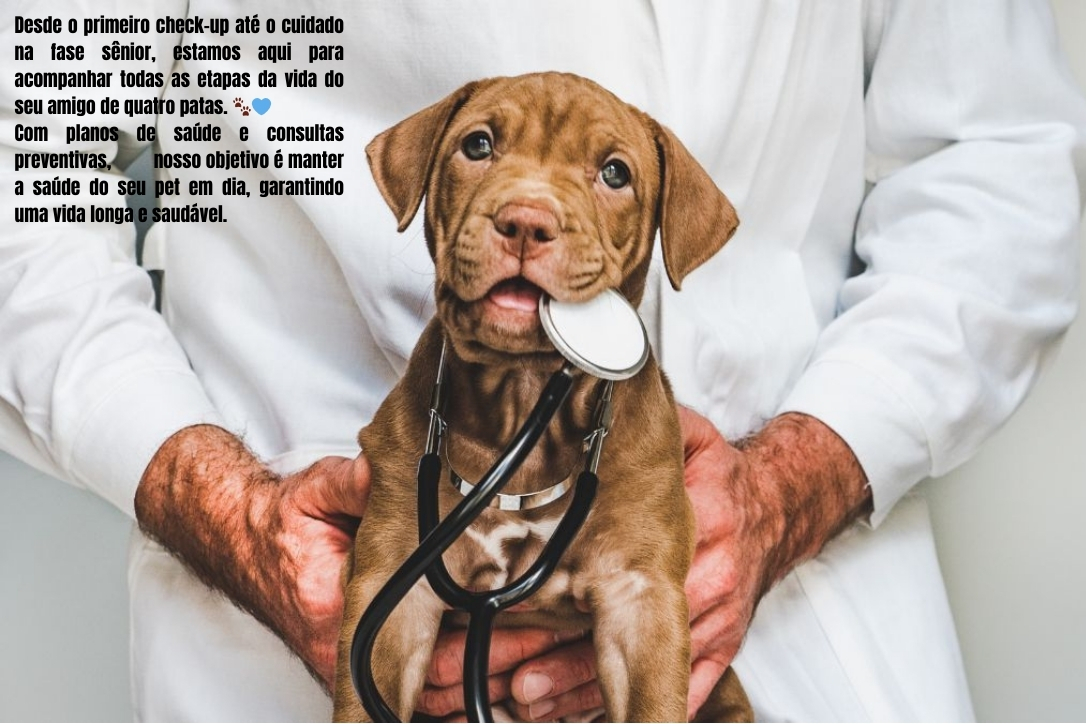 Desde o primeiro check-up até o cuidado
na fase sênior, estamos aqui para
acompanhar todas as etapas da vida do
seu amigo de quatro patas. 🐾💙
Com planos de saúde e consultas
preventivas, nosso objetivo é manter
a saúde do seu pet em dia, garantindo
uma vida longa e saudável.